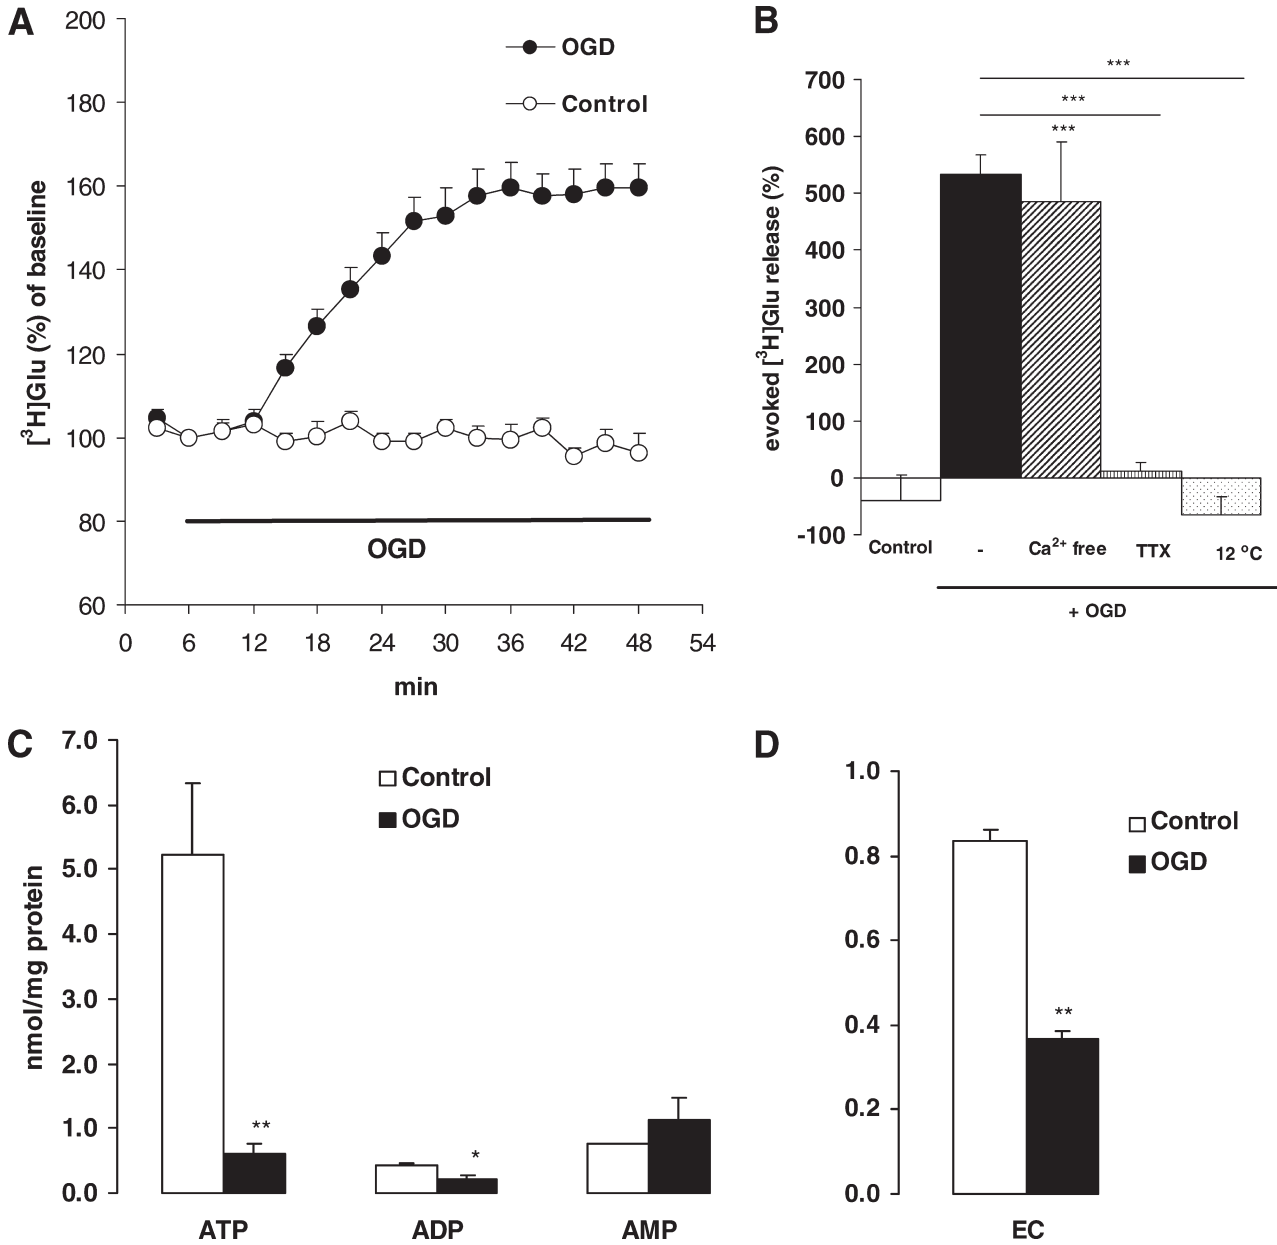 A
200
180
160
140
120
100
80
60
[³H]Glu (%) of baseline
OGD
Control
OGD
0 6 12 18 24 30 36 42 48 54
min
B
700
600
500
400
300
200
100
0
-100
evoked [³H]Glu release (%)
***
***
***
Control - Ca²⁺ free TTX 12 °C
+ OGD
C
7.0
6.0
5.0
4.0
3.0
2.0
1.0
0.0
nmol/mg protein
Control
OGD
**
*
ATP ADP AMP
D
1.0
0.8
0.6
0.4
0.2
0.0
Control
OGD
**
EC